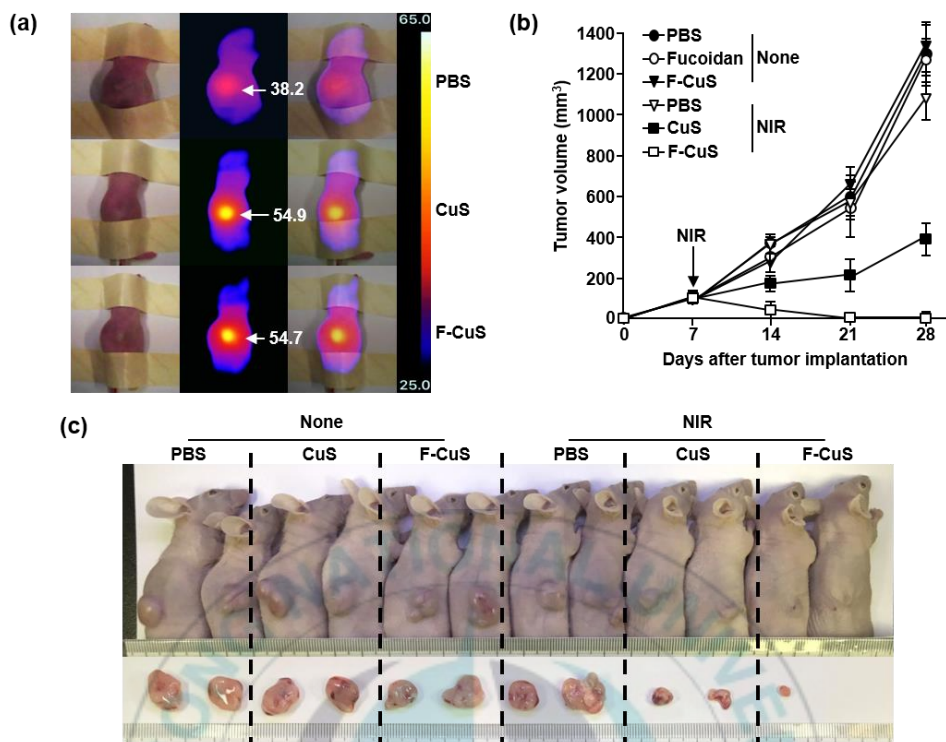 (a)
65.0
PBS
38.2
CuS
54.9
F-CuS
54.7
25.0
(b)
PBS
Fucoidan
F-CuS
None
PBS
CuS
F-CuS
NIR
Tumor volume (mm³)
1400
1200
1000
800
600
400
200
0
NIR
0 7 14 21 28
Days after tumor implantation
(c)
None NIR
PBS CuS F-CuS PBS CuS F-CuS
NATIONAL UNIVE